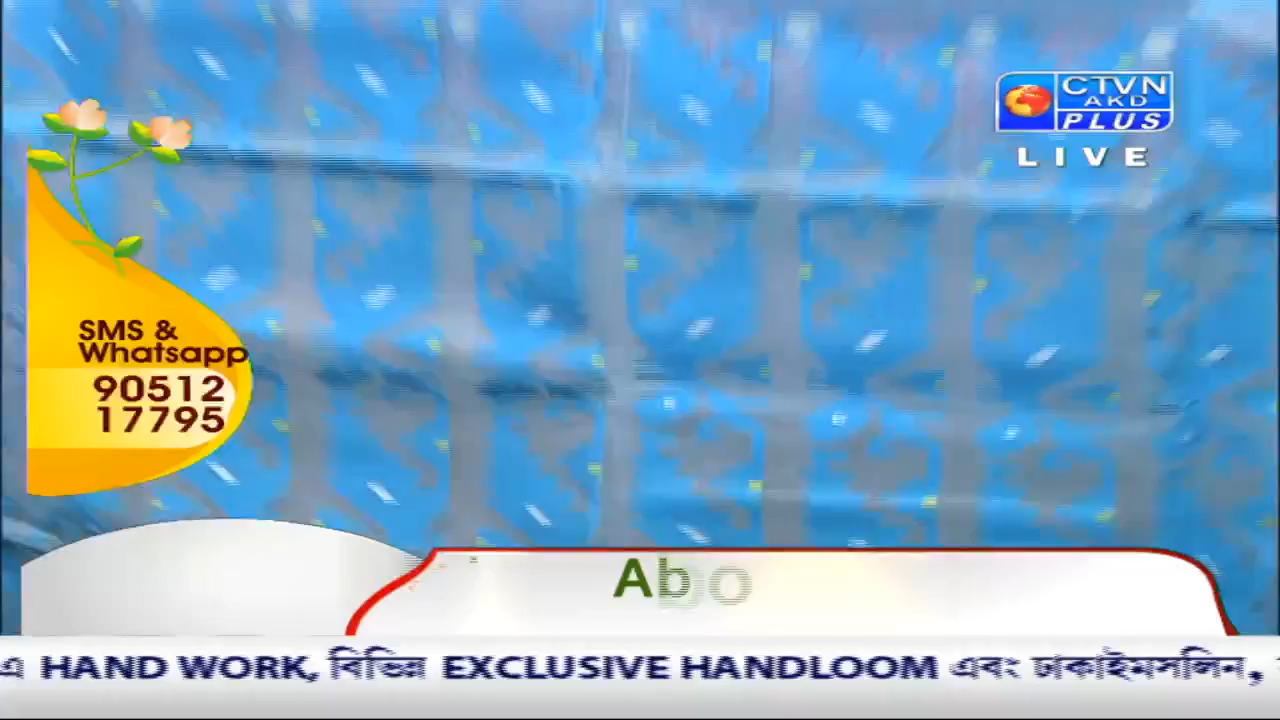 CTVN
AKD
PLUS
LIVE
SMS &
Whatsapp
90512
17795
Abo
এ HAND WORK, বিভিন্ন EXCLUSIVE HANDLOOM এবং ঢাকাইমসলিন,